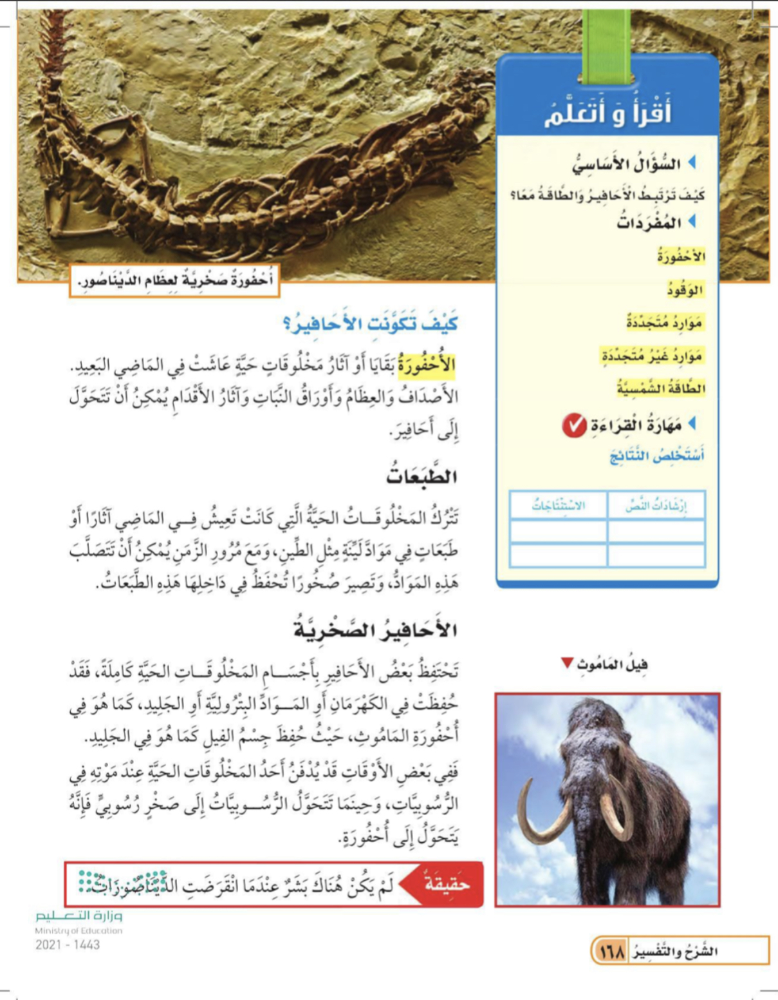 أَقْرَأُ وَ أَتَعَلَّمُ
السُّؤَالُ الأَسَاسِيُّ
كَيْفَ تَرْتَبِطُ الْأَحَافِيرُ وَالطَّاقَةُ مَعًا؟
المُفْرَدَاتُ
الأُحْفُورَةُ
الوَقُودُ
مَوَارِدُ مُتَجَدِّدَةٌ
مَوَارِدُ غَيْرُ مُتَجَدِّدَةٍ
الطَّاقَةُ الشَّمْسِيَّةُ
مَهَارَةُ الْقِرَاءَةِ
أَسْتَخْلِصُ النَّتَائِجَ
إِرْشَادَاتُ النَّصِّ الاسْتِنْتَاجَاتُ
أُحْفُورَةٌ صَخْرِيَّةٌ لِعِظَامِ الدَّيْنَاصُورِ.
كَيْفَ تَكَوَّنَتِ الأَحَافِيرُ؟
الأُحْفُورَةُ بَقَايَا أَوْ آثَارُ مَخْلُوقَاتٍ حَيَّةٍ عَاشَتْ فِي المَاضِي البَعِيدِ.
الأَصْدَافُ وَالعِظَامُ وَأَوْرَاقُ النَّبَاتِ وَآثَارُ الأَقْدَامِ يُمْكِنُ أَنْ تَتَحَوَّلَ
إِلَى أَحَافِيرَ.
الطَّبَعَاتُ
تَتْرُكُ المَخْلُوقَاتُ الحَيَّةُ الَّتِي كَانَتْ تَعِيشُ فِي المَاضِي آثَارًا أَوْ
طَبَعَاتٍ فِي مَوَادَّ لَيِّنَةٍ مِثْلِ الطِّينِ، وَمَعَ مُرُورِ الزَّمَنِ يُمْكِنُ أَنْ تَتَصَلَّبَ
هَذِهِ المَوَادُّ، وَتَصِيرَ صُخُورًا تُحْفَظُ فِي دَاخِلِهَا هَذِهِ الطَّبَعَاتُ.
الأَحَافِيرُ الصَّخْرِيَّةُ
تَحْتَفِظُ بَعْضُ الأَحَافِيرِ بِأَجْسَامِ المَخْلُوقَاتِ الحَيَّةِ كَامِلَةً، فَقَدْ
حُفِظَتْ فِي الكَهْرَمَانِ أَوِ المَوَادِّ البِتْرُولِيَّةِ أَوِ الجَلِيدِ، كَمَا هُوَ فِي
أُحْفُورَةِ المَامُوثِ، حَيْثُ حُفِظَ جِسْمُ الفِيلِ كَمَا هُوَ فِي الجَلِيدِ.
فَفِي بَعْضِ الأَوْقَاتِ قَدْ يُدْفَنُ أَحَدُ المَخْلُوقَاتِ الحَيَّةِ عِنْدَ مَوْتِهِ فِي
الرُّسُوبِيَّاتِ، وَحِينَمَا تَتَحَوَّلُ الرُّسُوبِيَّاتُ إِلَى صَخْرٍ رُسُوبِيٍّ فَإِنَّهُ
يَتَحَوَّلُ إِلَى أُحْفُورَةٍ.
فِيلُ المَامُوثِ
حَقِيقَةٌ لَمْ يَكُنْ هُنَاكَ بَشَرٌ عِنْدَمَا انْقَرَضَتِ الدَّيْنَاصُورَاتُ.
وزارة التعليم
Ministry of Education
2021 - 1443
الشَّرْحُ والتَّفْسِيرُ ١٦٨